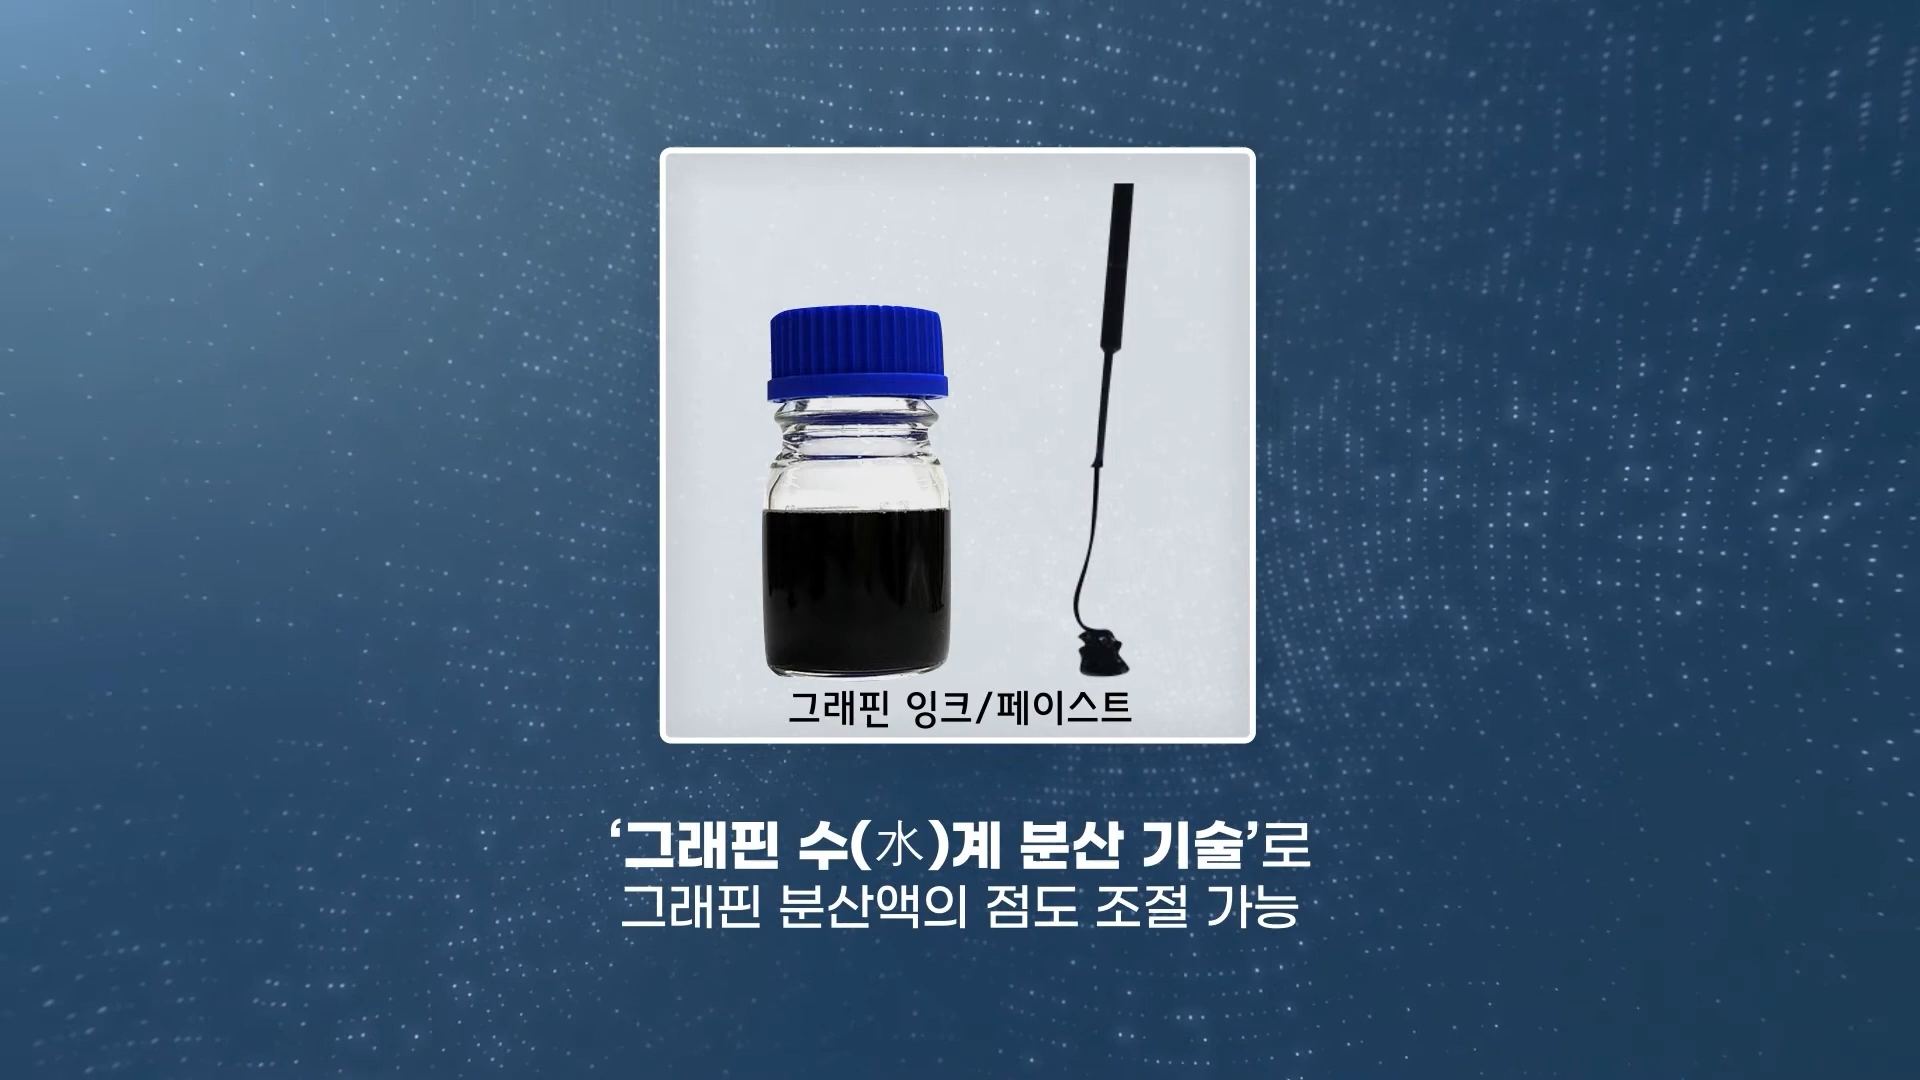 그래핀 잉크/페이스트
‘그래핀 수(水)계 분산 기술’로
그래핀 분산액의 점도 조절 가능